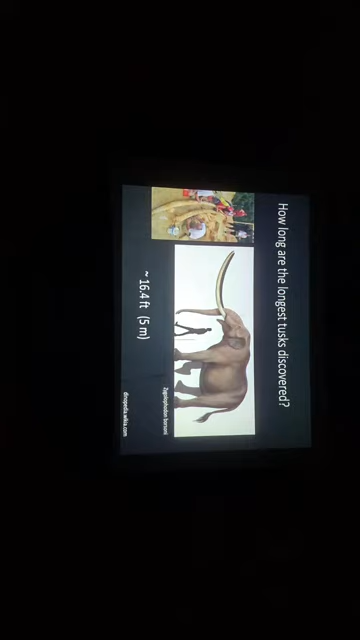 How long are the longest tusks discovered?
Zygolophodon borsoni
~ 16.4 ft (5 m)
dinopedia.wikia.com